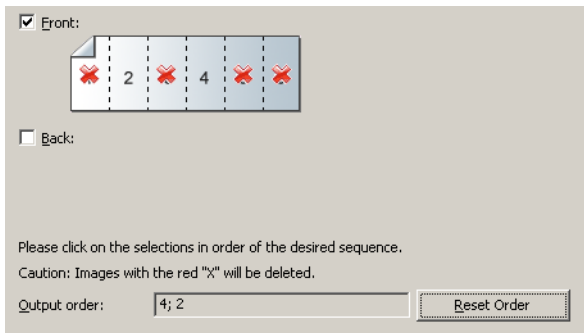 Front:
2 4
Back:
Please click on the selections in order of the desired sequence.
Caution: Images with the red "X" will be deleted.
Output order: 4; 2 Reset Order